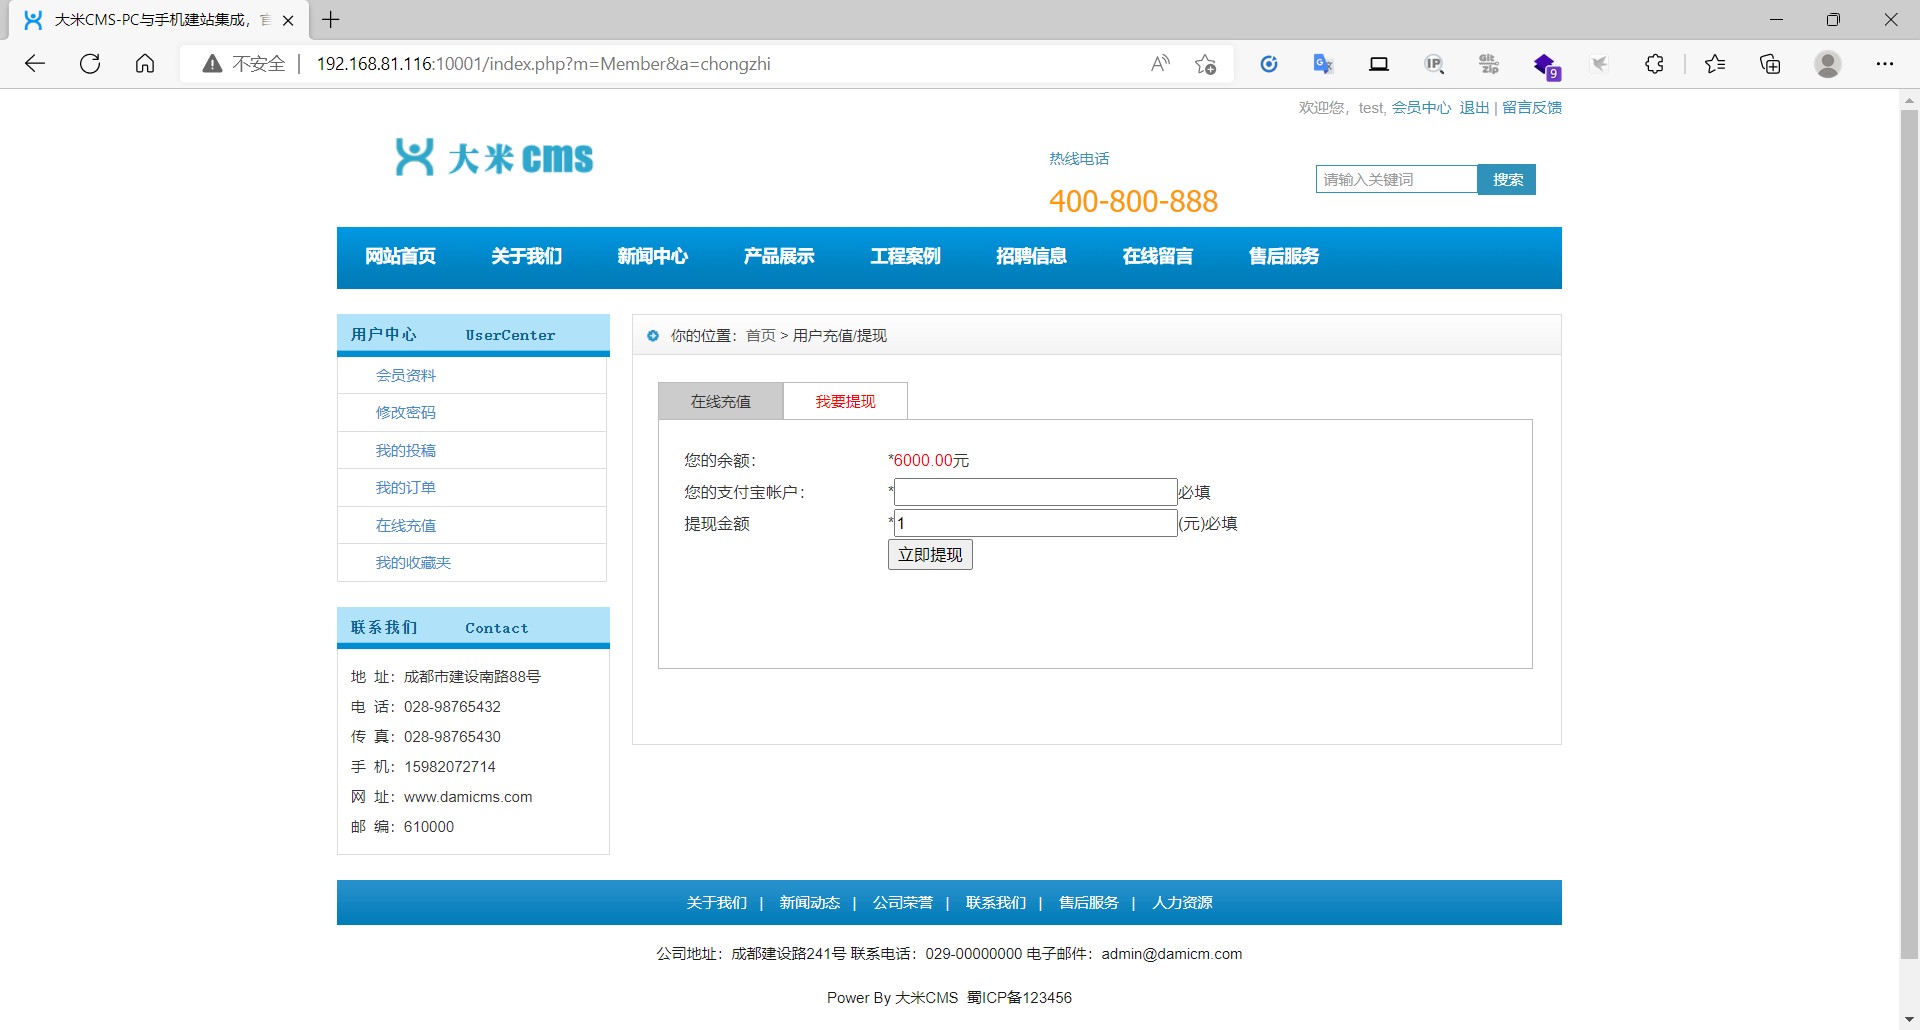 大米CMS-PC与手机建站集成，官
不安全 | 192.168.81.116:10001/index.php?m=Member&a=chongzhi
欢迎您，test, 会员中心 退出 | 留言反馈
大米cms
热线电话
400-800-888
请输入关键词 搜索
网站首页 关于我们 新闻中心 产品展示 工程案例 招聘信息 在线留言 售后服务
用户中心 UserCenter
会员资料
修改密码
我的投稿
我的订单
在线充值
我的收藏夹
你的位置：首页 > 用户充值/提现
在线充值 我要提现
您的余额： *6000.00元
您的支付宝帐户： * 必填
提现金额 *1 (元)必填
立即提现
联系我们 Contact
地 址：成都市建设南路88号
电 话：028-98765432
传 真：028-98765430
手 机：15982072714
网 址：www.damicms.com
邮 编：610000
关于我们 | 新闻动态 | 公司荣誉 | 联系我们 | 售后服务 | 人力资源
公司地址：成都建设路241号 联系电话：029-00000000 电子邮件：admin@damicm.com
Power By 大米CMS 蜀ICP备123456